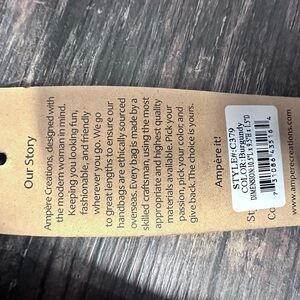 Our Story
Ampère Creations, designed with
the modern woman in mind.
Keeping you looking fun,
fashionable, and friendly
wherever you go. We go
to great lengths to ensure our
handbags are ethically sourced
overseas. Every bag is made by a
skilled craftsman, using the most
appropriate and highest quality
materials available. Pick your
passion, pick your color, and
give back. The choice is yours.
Ampère it!
STYLE#:C379
COLOR:Burgundy
www.amperecreations.com